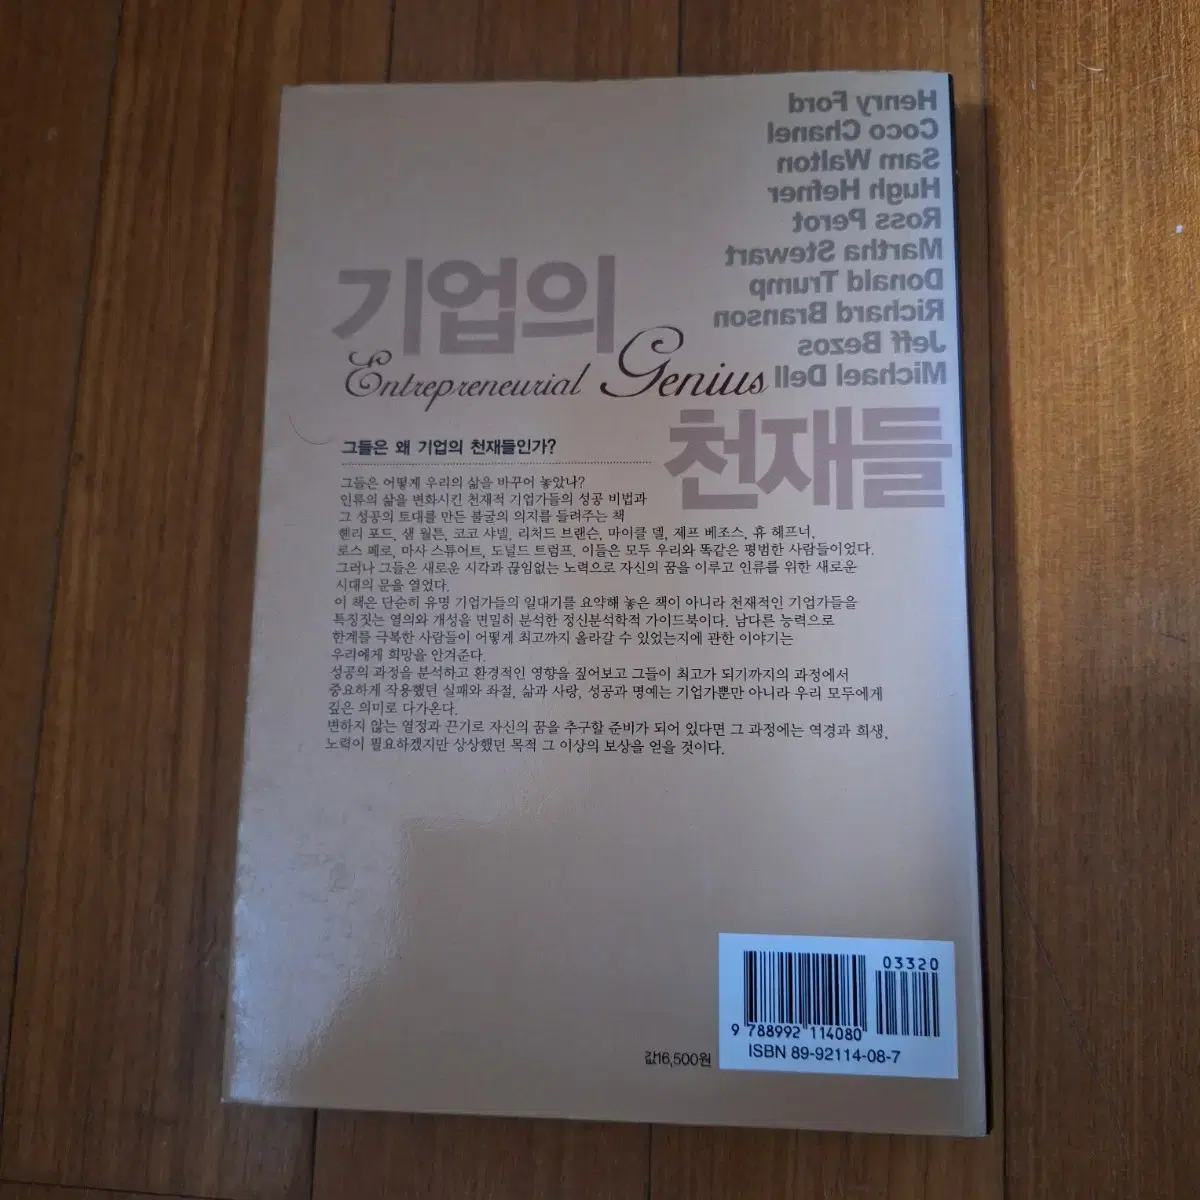 Henry Ford
Coco Chanel
Sam Walton
Hugh Hefner
Ross Perot
Martha Stewart
Donald Trump
Richard Branson
Jeff Bezos
Michael Dell
기업의
Entrepreneurial Genius
천재들
그들은 왜 기업의 천재들인가?
그들은 어떻게 우리의 삶을 바꾸어 놓았나?
인류의 삶을 변화시킨 천재적 기업가들의 성공 비법과
그 성공의 토대를 만든 불굴의 의지를 들려주는 책
헨리 포드, 샘 월튼, 코코 샤넬, 리처드 브랜슨, 마이클 델, 제프 베조스, 휴 헤프너,
로스 페로, 마사 스튜어트, 도널드 트럼프. 이들은 모두 우리와 똑같은 평범한 사람들이었다.
그러나 그들은 새로운 시각과 끊임없는 노력으로 자신의 꿈을 이루고 인류를 위한 새로운
시대의 문을 열었다.
이 책은 단순히 유명 기업가들의 일대기를 요약해 놓은 책이 아니라 천재적인 기업가들을
특징짓는 열의와 개성을 면밀히 분석한 정신분석학적 가이드북이다. 남다른 능력으로
한계를 극복한 사람들이 어떻게 최고까지 올라갈 수 있었는지에 관한 이야기는
우리에게 희망을 안겨준다.
성공의 과정을 분석하고 환경적인 영향을 짚어보고 그들이 최고가 되기까지의 과정에서
중요하게 작용했던 실패와 좌절, 삶과 사랑, 성공과 명예는 기업가뿐만 아니라 우리 모두에게
깊은 의미로 다가온다.
변하지 않는 열정과 끈기로 자신의 꿈을 추구할 준비가 되어 있다면 그 과정에는 역경과 희생,
노력이 필요하겠지만 상상했던 목적 그 이상의 보상을 얻을 것이다.
03320
9 788992 114080
ISBN 89-92114-08-7
값16,500원